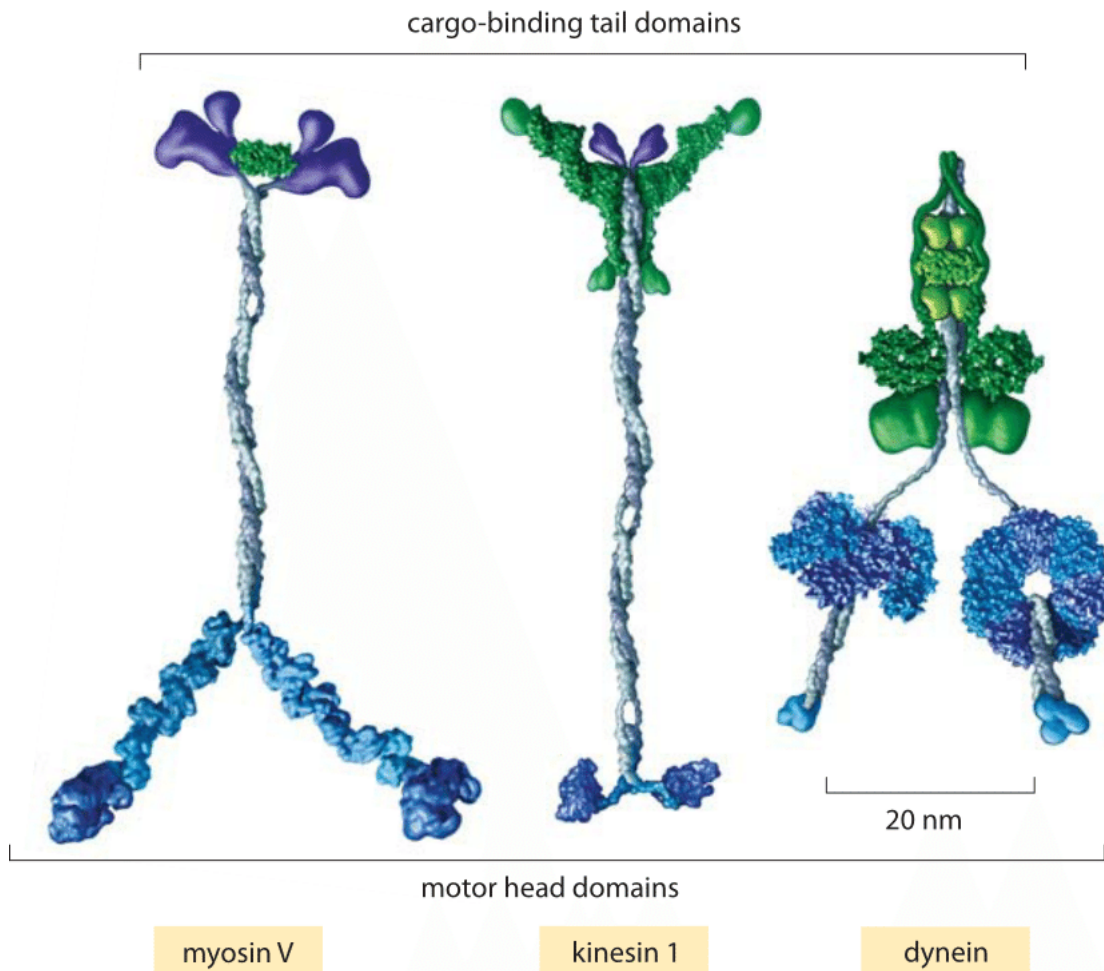 cargo-binding tail domains
20 nm
motor head domains
myosin V
kinesin 1
dynein